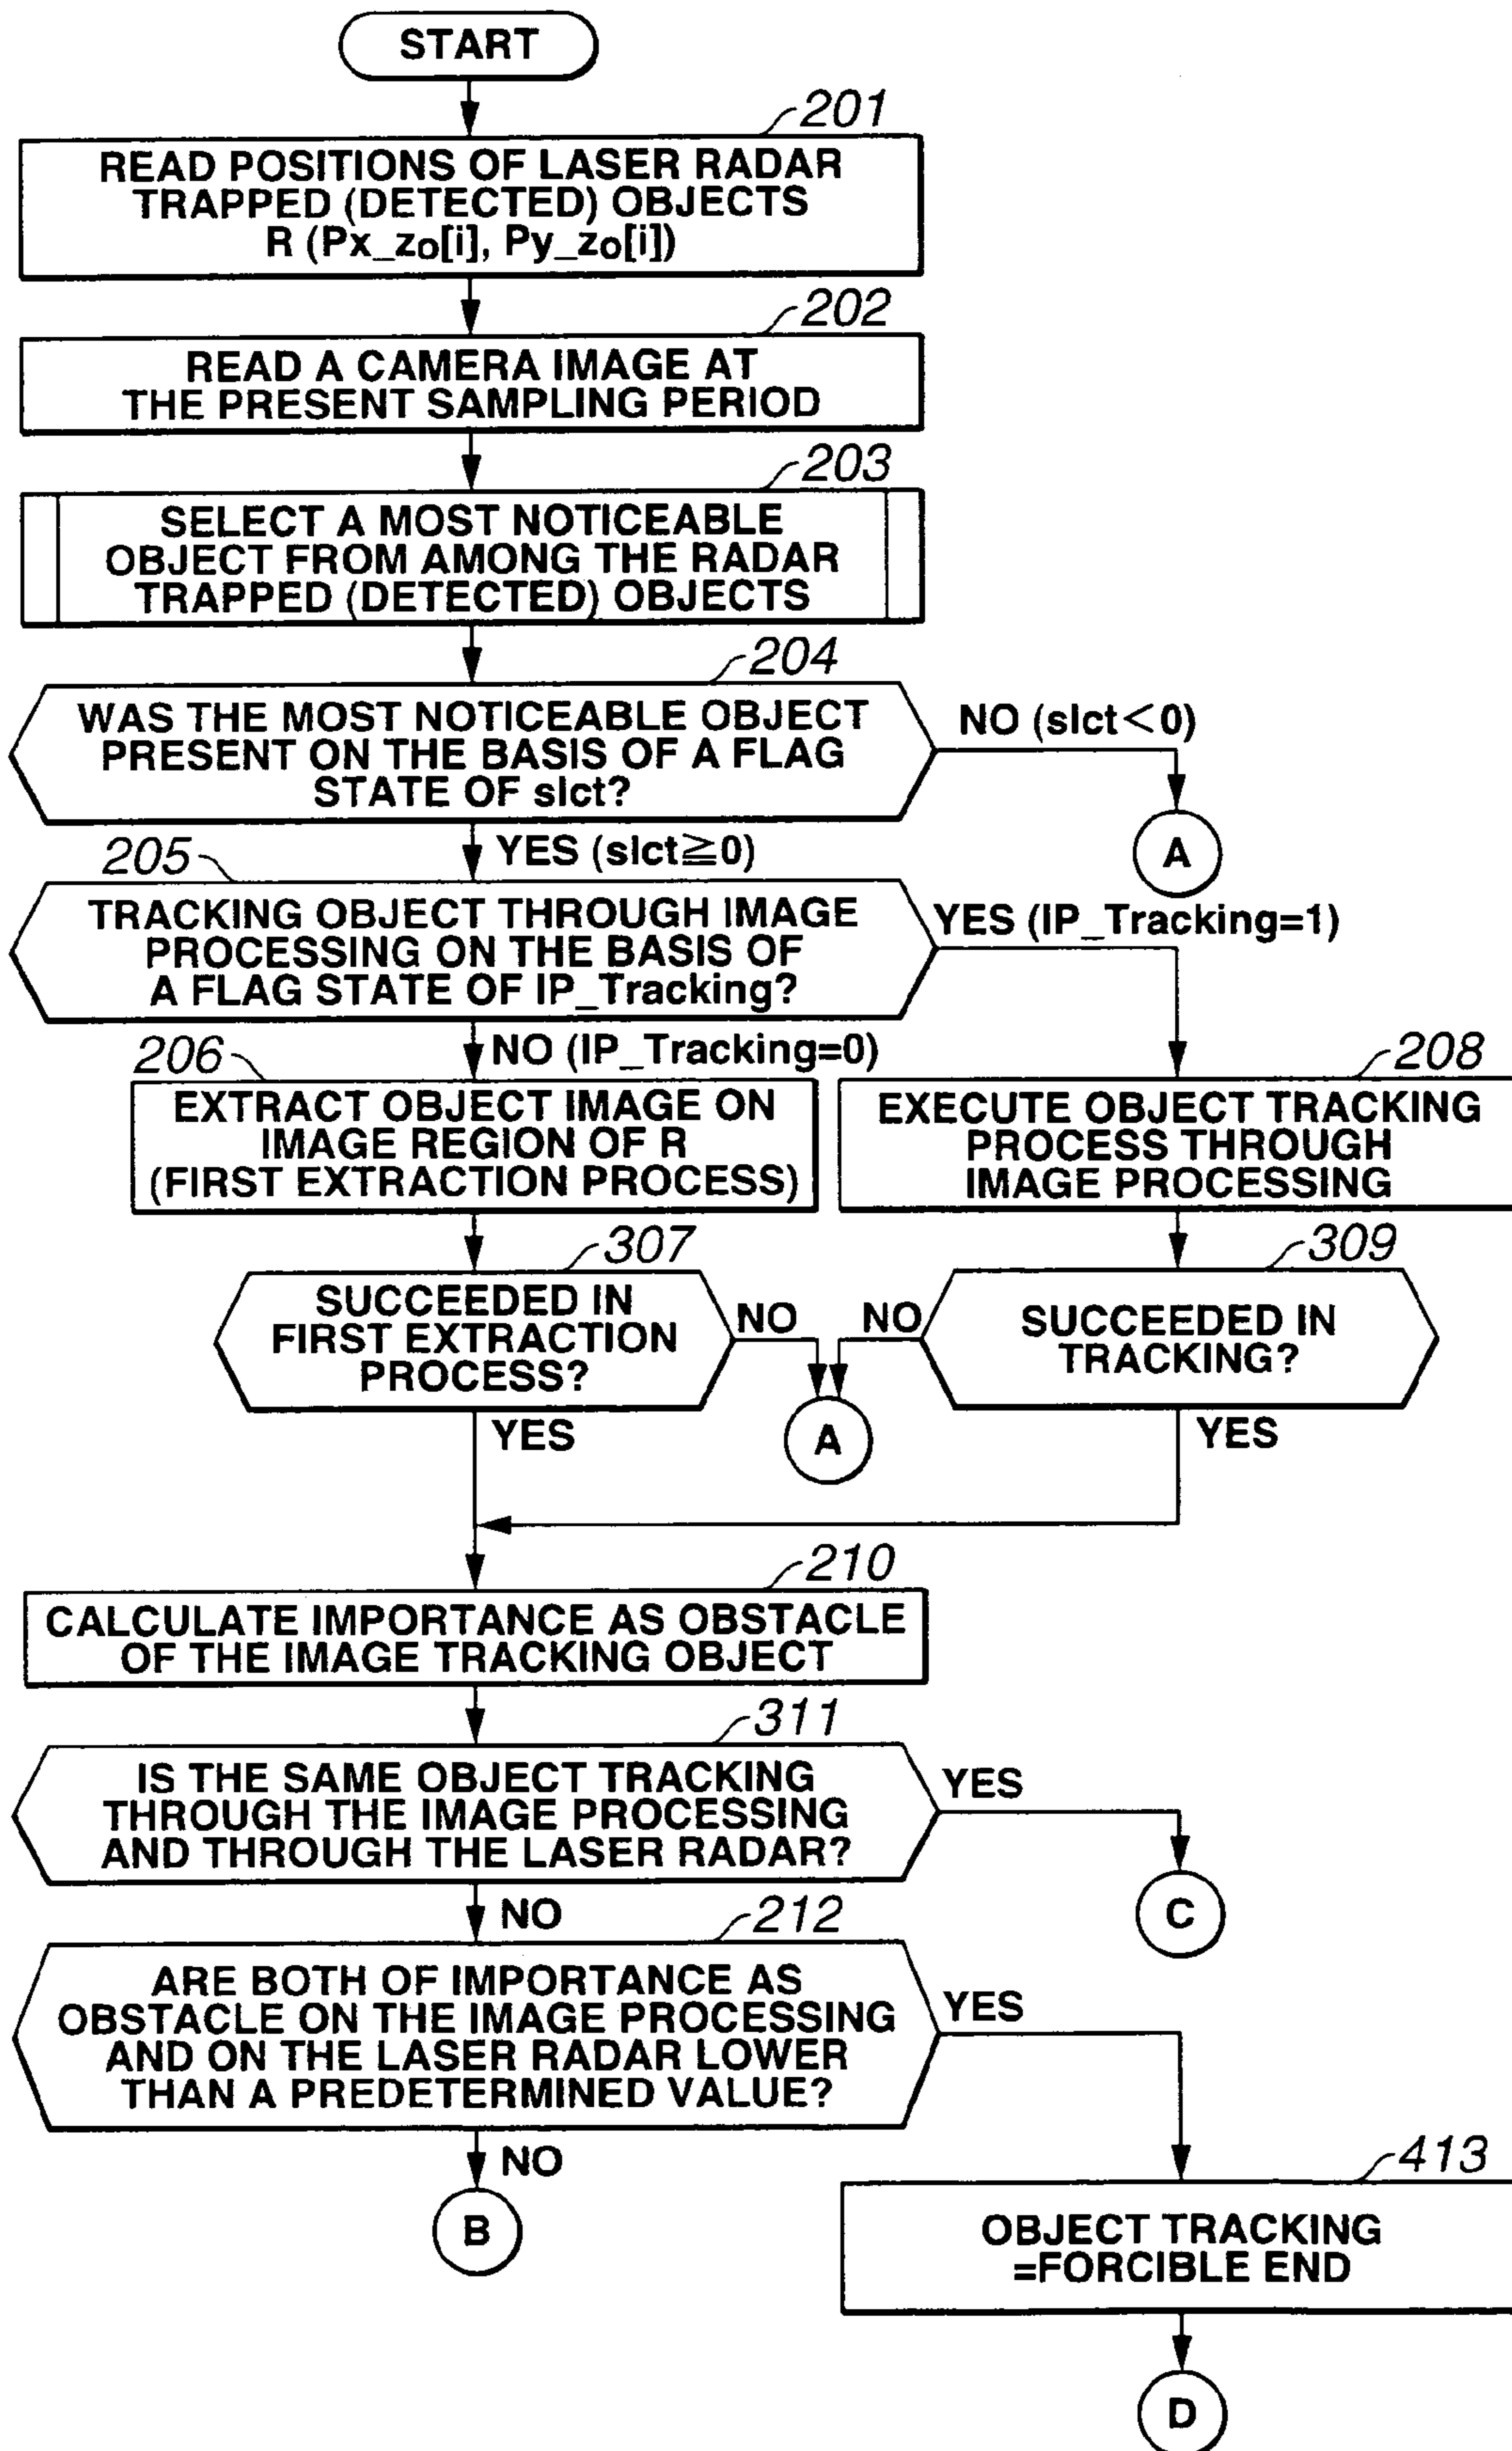 START
201
READ POSITIONS OF LASER RADAR
TRAPPED (DETECTED) OBJECTS
R (Px_zo[i], Py_zo[i])
202
READ A CAMERA IMAGE AT
THE PRESENT SAMPLING PERIOD
203
SELECT A MOST NOTICEABLE
OBJECT FROM AMONG THE RADAR
TRAPPED (DETECTED) OBJECTS
204
WAS THE MOST NOTICEABLE OBJECT
PRESENT ON THE BASIS OF A FLAG
STATE OF slct?
NO (slct<0)
A
YES (slct≧0)
205
TRACKING OBJECT THROUGH IMAGE
PROCESSING ON THE BASIS OF
A FLAG STATE OF IP_Tracking?
YES (IP_Tracking=1)
NO (IP_Tracking=0)
206
EXTRACT OBJECT IMAGE ON
IMAGE REGION OF R
(FIRST EXTRACTION PROCESS)
208
EXECUTE OBJECT TRACKING
PROCESS THROUGH
IMAGE PROCESSING
307
SUCCEEDED IN
FIRST EXTRACTION
PROCESS?
NO
309
SUCCEEDED IN
TRACKING?
NO
A
YES
YES
210
CALCULATE IMPORTANCE AS OBSTACLE
OF THE IMAGE TRACKING OBJECT
311
IS THE SAME OBJECT TRACKING
THROUGH THE IMAGE PROCESSING
AND THROUGH THE LASER RADAR?
YES
C
NO
212
ARE BOTH OF IMPORTANCE AS
OBSTACLE ON THE IMAGE PROCESSING
AND ON THE LASER RADAR LOWER
THAN A PREDETERMINED VALUE?
YES
NO
B
413
OBJECT TRACKING
=FORCIBLE END
D